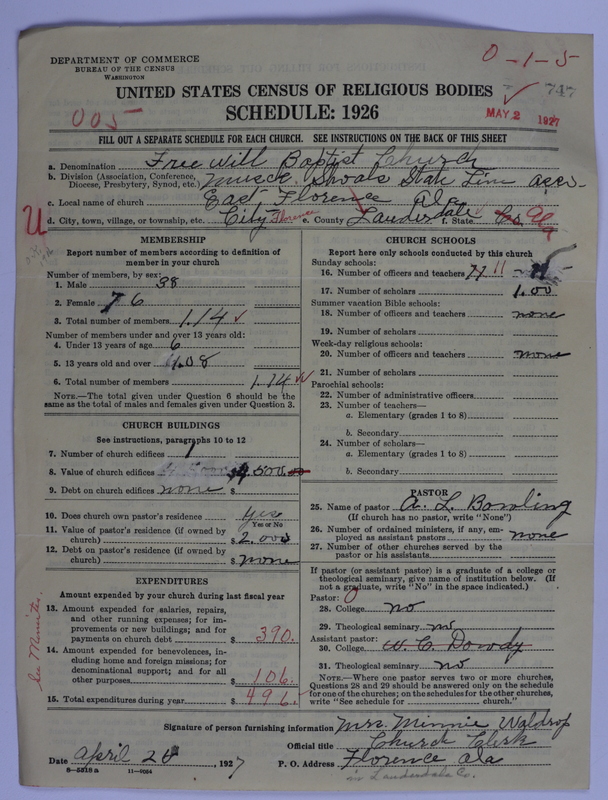 DEPARTMENT OF COMMERCE
BUREAU OF THE CENSUS
WASHINGTON
0-1-5
UNITED STATES CENSUS OF RELIGIOUS BODIES
747
005
SCHEDULE: 1926
MAY 2 1927
FILL OUT A SEPARATE SCHEDULE FOR EACH CHURCH. SEE INSTRUCTIONS ON THE BACK OF THIS SHEET
a. Denomination Free Will Baptist Church
b. Division (Association, Conference, Diocese, Presbytery, Synod, etc.) Muscle Shoals State Line
c. Local name of church East Florence Ala
d. City, town, village, or township, etc. City Florence e. County Lauderdale f. State Ala
U
MEMBERSHIP
Report number of members according to definition of member in your church
Number of members, by sex:
1. Male 38
2. Female 76
3. Total number of members 1.14
Number of members under and over 13 years old:
4. Under 13 years of age 6
5. 13 years old and over 1.08
6. Total number of members 1.14
NOTE.—The total given under Question 6 should be the same as the total of males and females given under Question 3.
CHURCH BUILDINGS
See instructions, paragraphs 10 to 12
7. Number of church edifices 1
8. Value of church edifices 4,500.00
9. Debt on church edifices none $
10. Does church own pastor's residence yes
Yes or No
11. Value of pastor's residence (if owned by church) $ 2.000
12. Debt on pastor's residence (if owned by church) $ none
EXPENDITURES
Amount expended by your church during last fiscal year
13. Amount expended for salaries, repairs, and other running expenses; for improvements or new buildings; and for payments on church debt $ 390.
14. Amount expended for benevolences, including home and foreign missions; for denominational support; and for all other purposes $ 106.
15. Total expenditures during year $ 496.
See Minutes.
CHURCH SCHOOLS
Report here only schools conducted by this church
Sunday schools:
16. Number of officers and teachers 11 11
17. Number of scholars 1.00
Summer vacation Bible schools:
18. Number of officers and teachers none
19. Number of scholars
Week-day religious schools:
20. Number of officers and teachers none
21. Number of scholars
Parochial schools:
22. Number of administrative officers
23. Number of teachers—
a. Elementary (grades 1 to 8)
b. Secondary
24. Number of scholars—
a. Elementary (grades 1 to 8)
b. Secondary
PASTOR
25. Name of pastor A. L. Bowling
(If church has no pastor, write "None")
26. Number of ordained ministers, if any, employed as assistant pastors none
27. Number of other churches served by the pastor or his assistants
If pastor (or assistant pastor) is a graduate of a college or theological seminary, give name of institution below. (If not a graduate, write "No" in the space indicated.)
Pastor: 0
28. College no
29. Theological seminary no
Assistant pastor:
30. College W. C. Dowdy
31. Theological seminary no
NOTE.—Where one pastor serves two or more churches, Questions 28 and 29 should be answered only on the schedule for one of the churches; on the schedules for the other churches, write "See schedule for church."
Signature of person furnishing information Mrs. Minnie Waldrop
Official title Church Clerk
Date April 28, 1927
P. O. Address Florence Ala
8-5518a 11-9064
in Lauderdale Co.